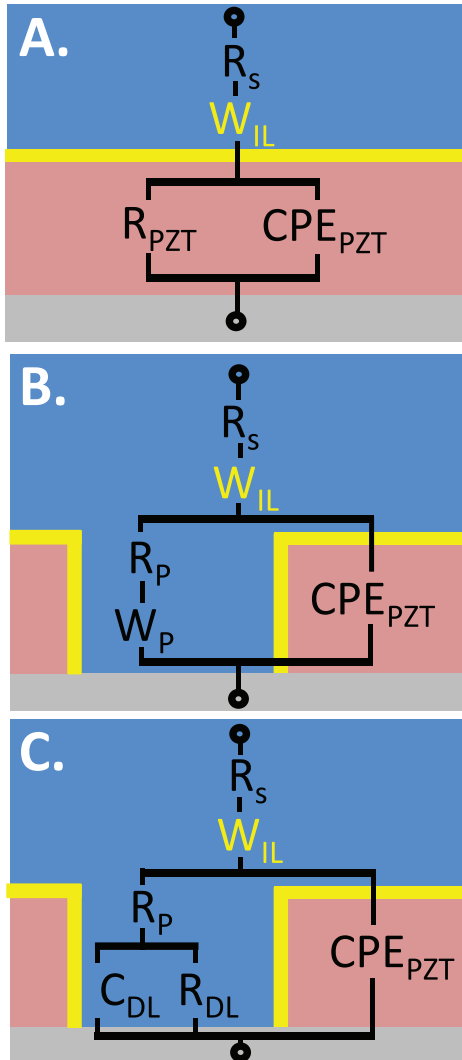 A.
Rs
WIL
RPZT CPEPZT
B.
Rs
WIL
RP
CPEPZT
WP
C.
Rs
WIL
RP
CPEPZT
CDL RDL